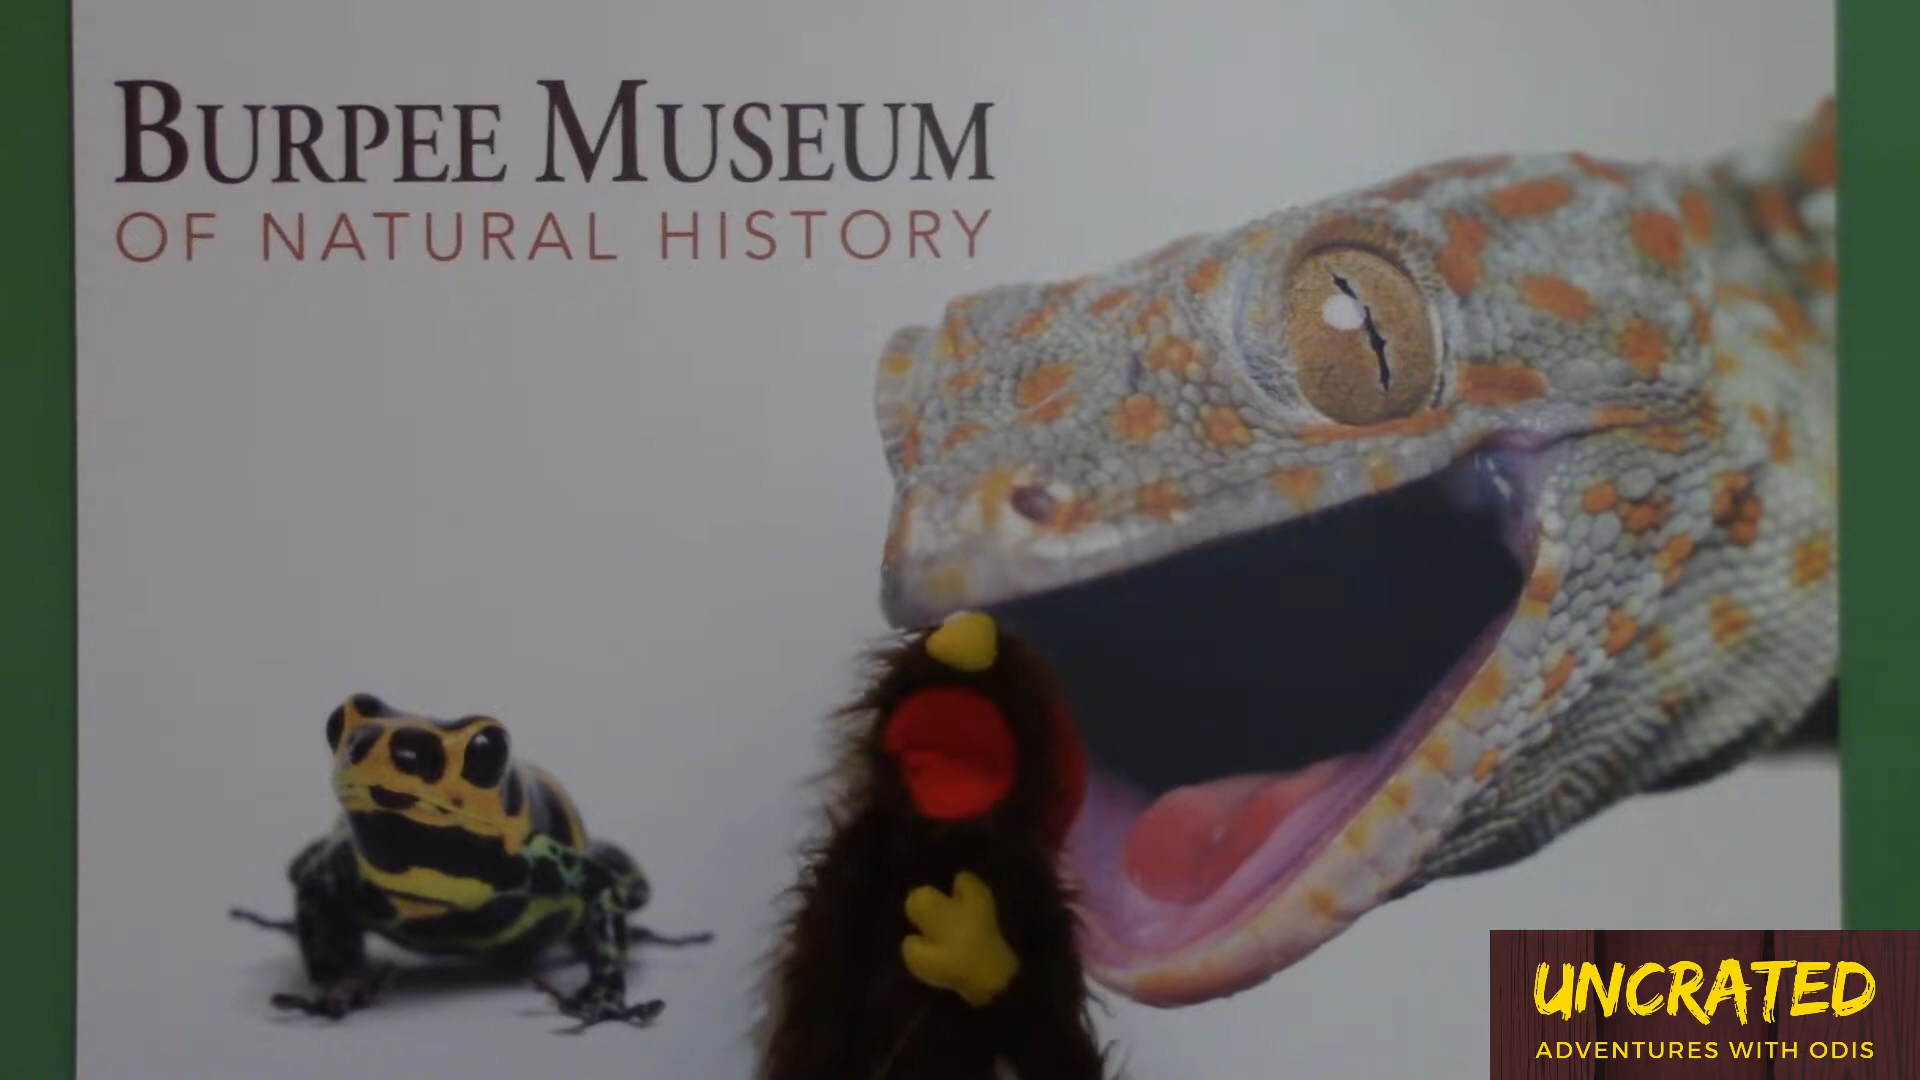 BURPEE MUSEUM
OF NATURAL HISTORY
UNCRATED
ADVENTURES WITH ODIS